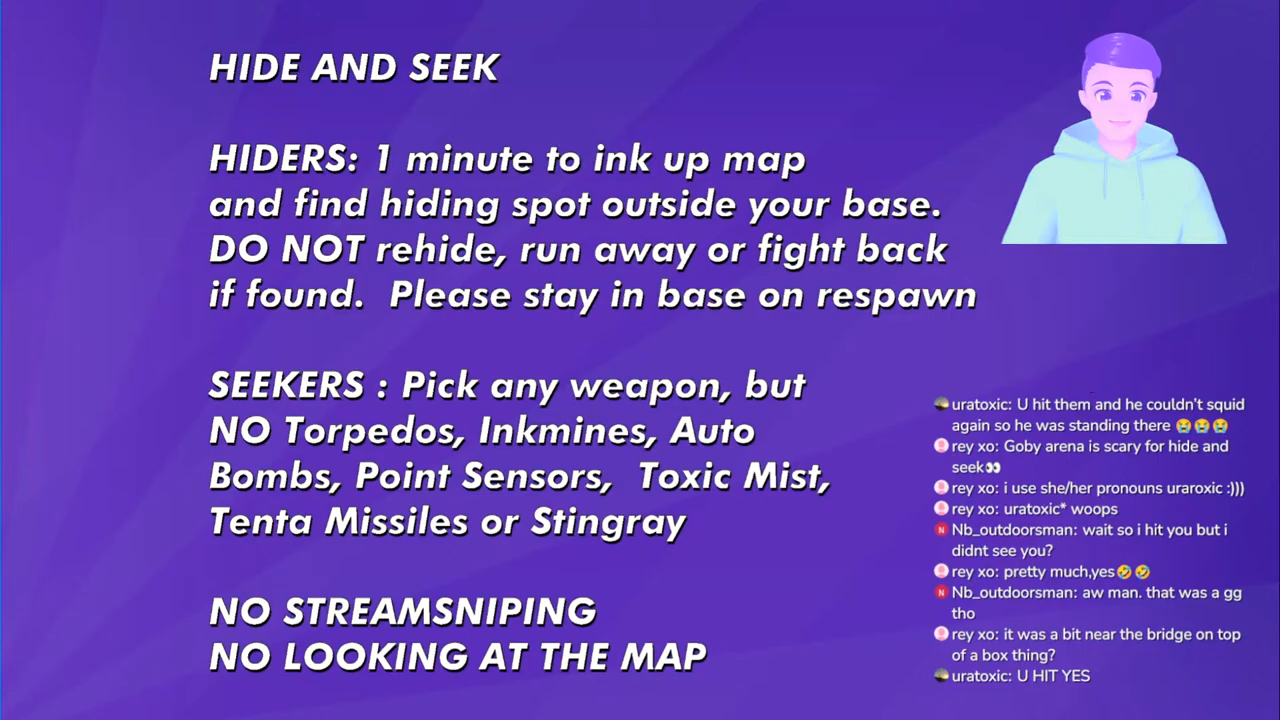 HIDE AND SEEK
HIDERS: 1 minute to ink up map
and find hiding spot outside your base.
DO NOT rehide, run away or fight back
if found.  Please stay in base on respawn
SEEKERS : Pick any weapon, but
NO Torpedos, Inkmines, Auto
Bombs, Point Sensors,  Toxic Mist,
Tenta Missiles or Stingray
NO STREAMSNIPING
NO LOOKING AT THE MAP
uratoxic: U hit them and he couldn't squid
again so he was standing there 😭😭😭
rey xo: Goby arena is scary for hide and
seek👀
rey xo: i use she/her pronouns uraroxic :)))
rey xo: uratoxic* woops
N Nb_outdoorsman: wait so i hit you but i
didnt see you?
rey xo: pretty much,yes🤣🤣
N Nb_outdoorsman: aw man. that was a gg
tho
rey xo: it was a bit near the bridge on top
of a box thing?
uratoxic: U HIT YES